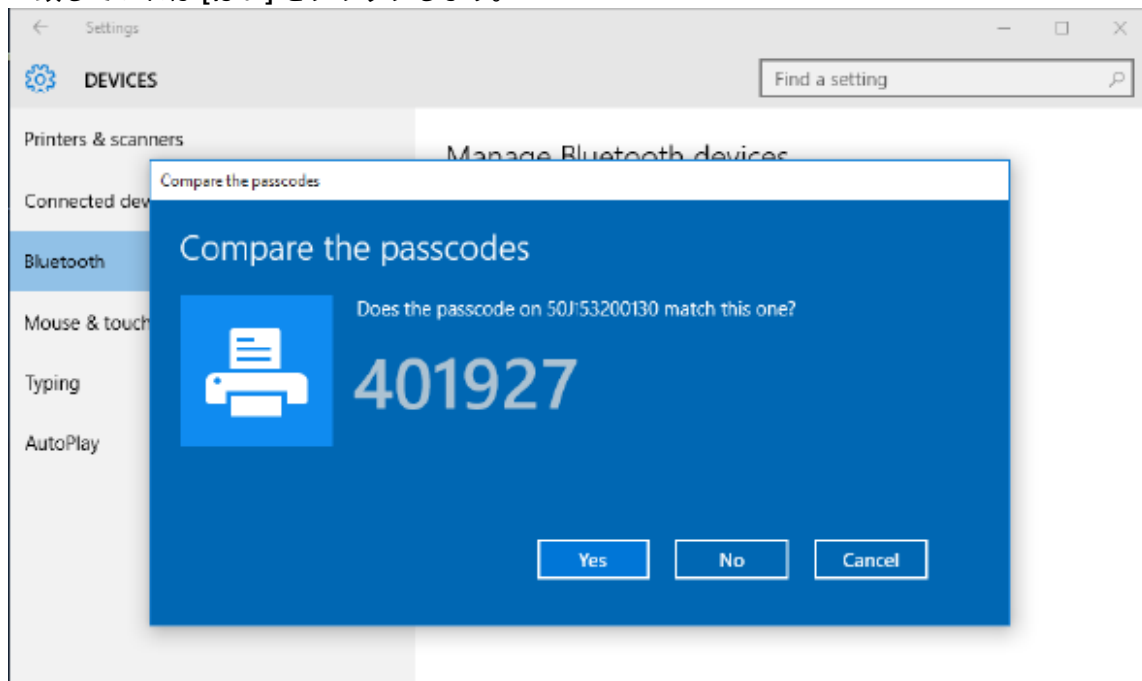 Settings
DEVICES
Find a setting
Printers & scanners
Manage Bluetooth devices
Compare the passcodes
Connected dev
Compare the passcodes
Bluetooth
Does the passcode on 50J153200130 match this one?
Mouse & touch
401927
Typing
AutoPlay
Yes
No
Cancel